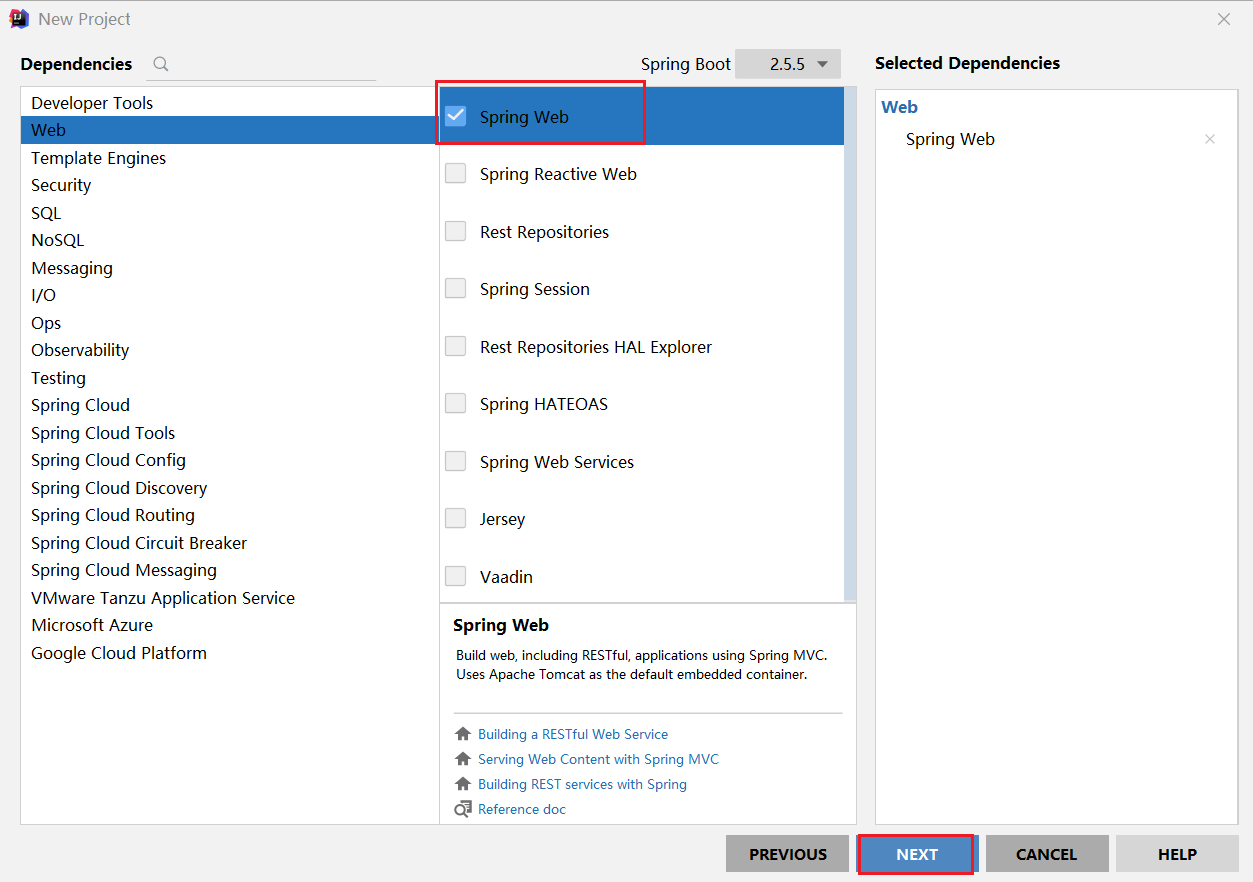 New Project
Dependencies
Spring Boot 2.5.5
Selected Dependencies
Developer Tools
Web
Template Engines
Security
SQL
NoSQL
Messaging
I/O
Ops
Observability
Testing
Spring Cloud
Spring Cloud Tools
Spring Cloud Config
Spring Cloud Discovery
Spring Cloud Routing
Spring Cloud Circuit Breaker
Spring Cloud Messaging
VMware Tanzu Application Service
Microsoft Azure
Google Cloud Platform
Spring Web
Spring Reactive Web
Rest Repositories
Spring Session
Rest Repositories HAL Explorer
Spring HATEOAS
Spring Web Services
Jersey
Vaadin
Spring Web
Build web, including RESTful, applications using Spring MVC.
Uses Apache Tomcat as the default embedded container.
Building a RESTful Web Service
Serving Web Content with Spring MVC
Building REST services with Spring
Reference doc
Web
Spring Web
PREVIOUS
NEXT
CANCEL
HELP